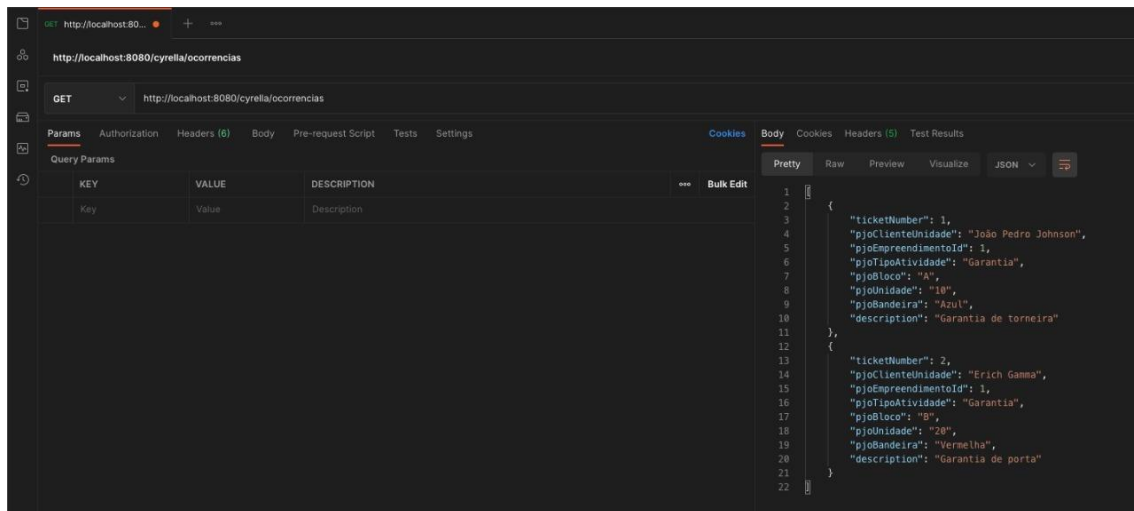 GET http://localhost:80...
http://localhost:8080/cyrella/ocorrencias
GET http://localhost:8080/cyrella/ocorrencias
Params Authorization Headers (6) Body Pre-request Script Tests Settings Cookies
Query Params
KEY VALUE DESCRIPTION Bulk Edit
Key Value Description
Body Cookies Headers (5) Test Results
Pretty Raw Preview Visualize JSON
1 [
2 {
3 "ticketNumber": 1,
4 "pjoClienteUnidade": "João Pedro Johnson",
5 "pjoEmpreendimentoId": 1,
6 "pjoTipoAtividade": "Garantia",
7 "pjoBloco": "A",
8 "pjoUnidade": "10",
9 "pjoBandeira": "Azul",
10 "description": "Garantia de torneira"
11 },
12 {
13 "ticketNumber": 2,
14 "pjoClienteUnidade": "Erich Gamma",
15 "pjoEmpreendimentoId": 1,
16 "pjoTipoAtividade": "Garantia",
17 "pjoBloco": "B",
18 "pjoUnidade": "20",
19 "pjoBandeira": "Vermelha",
20 "description": "Garantia de porta"
21 }
22 ]